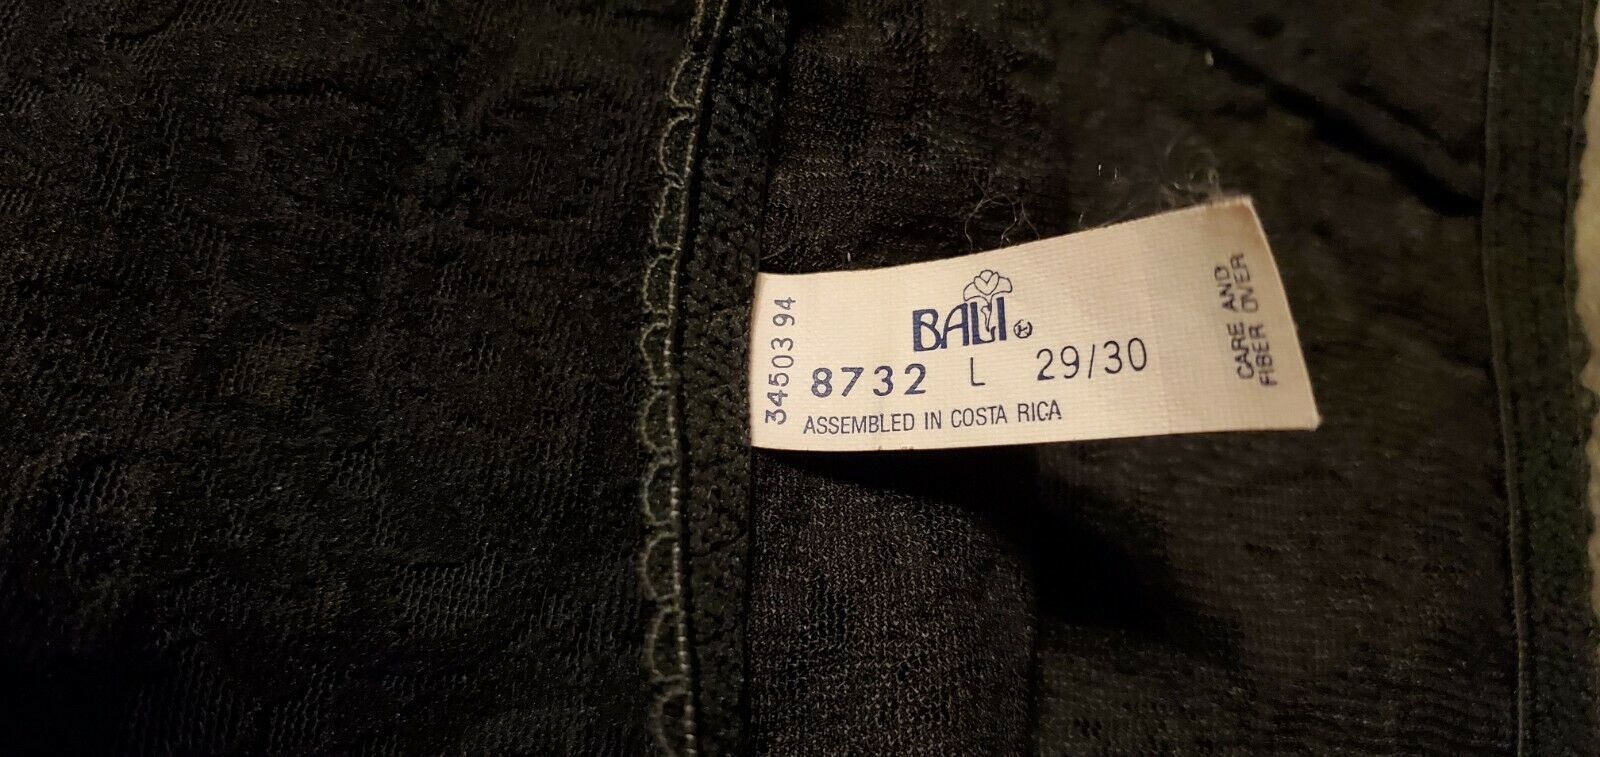 34503 94
BALI ®
8732 L 29/30
ASSEMBLED IN COSTA RICA
CARE AND
FIBER OVER